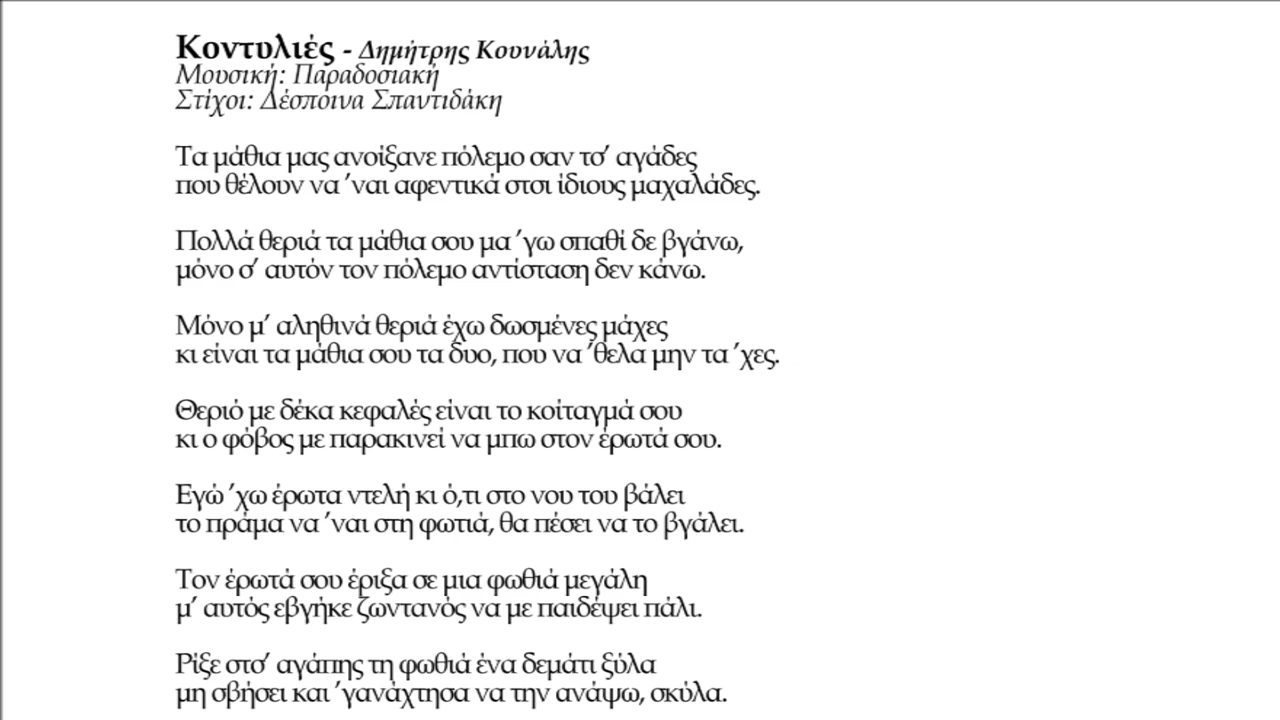 Κοντυλιές - Δημήτρης Κουνάλης
Μουσική: Παραδοσιακή
Στίχοι: Δέσποινα Σπαντιδάκη
Τα μάθια μας ανοίξανε πόλεμο σαν τσ’ αγάδες
που θέλουν να ’ναι αφεντικά στσι ίδιους μαχαλάδες.
Πολλά θεριά τα μάθια σου μα ’γω σπαθί δε βγάνω,
μόνο σ’ αυτόν τον πόλεμο αντίσταση δεν κάνω.
Μόνο μ’ αληθινά θεριά έχω δωσμένες μάχες
κι είναι τα μάθια σου τα δυο, που να ’θελα μην τα ’χες.
Θεριό με δέκα κεφαλές είναι το κοίταγμά σου
κι ο φόβος με παρακινεί να μπω στον έρωτά σου.
Εγώ ’χω έρωτα ντελή κι ό,τι στο νου του βάλει
το πράμα να ’ναι στη φωτιά, θα πέσει να το βγάλει.
Τον έρωτά σου έριξα σε μια φωθιά μεγάλη
μ’ αυτός εβγήκε ζωντανός να με παιδέψει πάλι.
Ρίξε στσ’ αγάπης τη φωθιά ένα δεμάτι ξύλα
μη σβήσει και ’γανάχτησα να την ανάψω, σκύλα.